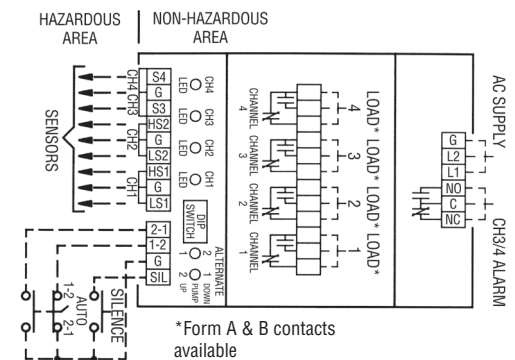 HAZARDOUS AREA
NON-HAZARDOUS AREA
SENSORS
CH4
CH3
CH2
CH1
S4
G
S3
HS2
G
LS2
HS1
G
LS1
LED
CH4
LED
CH3
LED
CH2
LED
CH1
DIP SWITCH
2-1
1-2
G
SIL
ALTERNATE
1 2
2 1
UP PUMP DOWN
1-2
AUTO
2-1
SILENCE
CHANNEL 4
CHANNEL 3
CHANNEL 2
CHANNEL 1
4
3
2
1
LOAD*
LOAD*
LOAD*
LOAD*
AC SUPPLY
G
L2
L1
NO
C
NC
CH3/4 ALARM
*Form A & B contacts
available